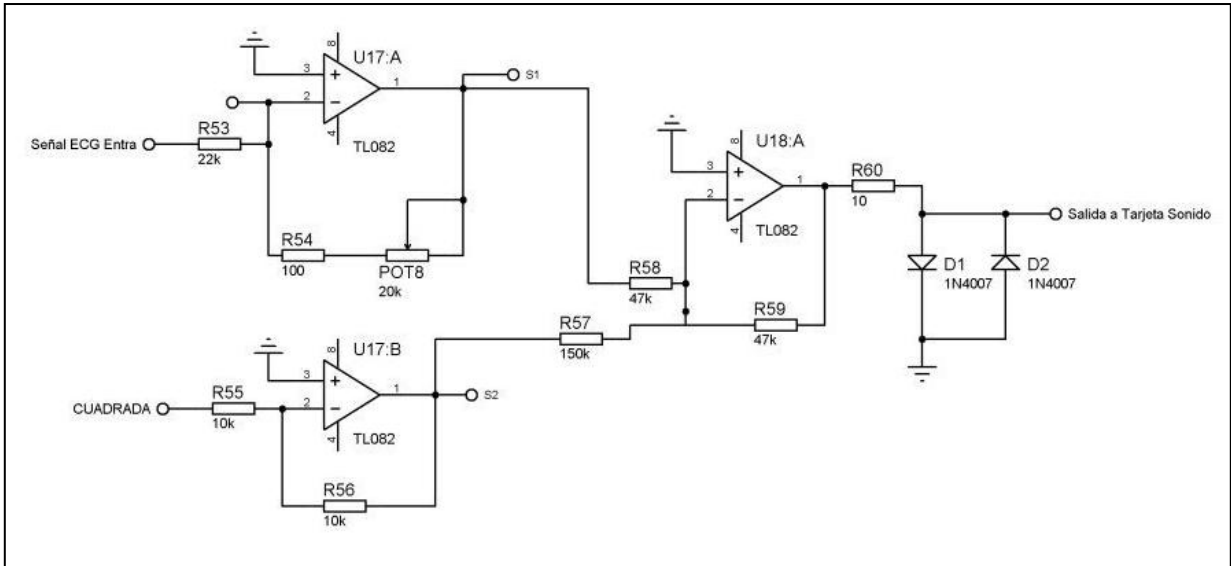 8
U17:A
3
+
1
2
-
4
TL082
S1
Señal ECG Entra
R53
22k
R54
100
POT8
20k
8
U18:A
3
+
1
2
-
4
TL082
R60
10
Salida a Tarjeta Sonido
D1
1N4007
D2
1N4007
R58
47k
R59
47k
R57
150k
8
U17:B
3
+
1
2
-
4
TL082
S2
CUADRADA
R55
10k
R56
10k